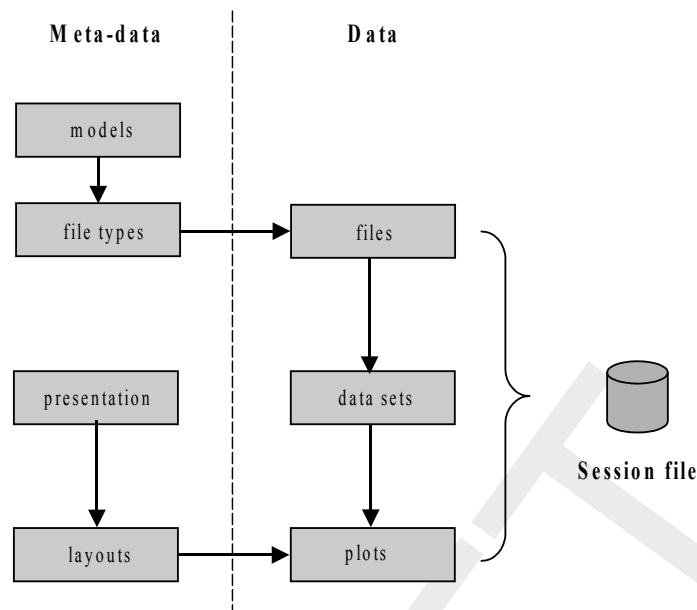 Meta-data Data
models
file types files
presentation data sets
Session file
layouts plots